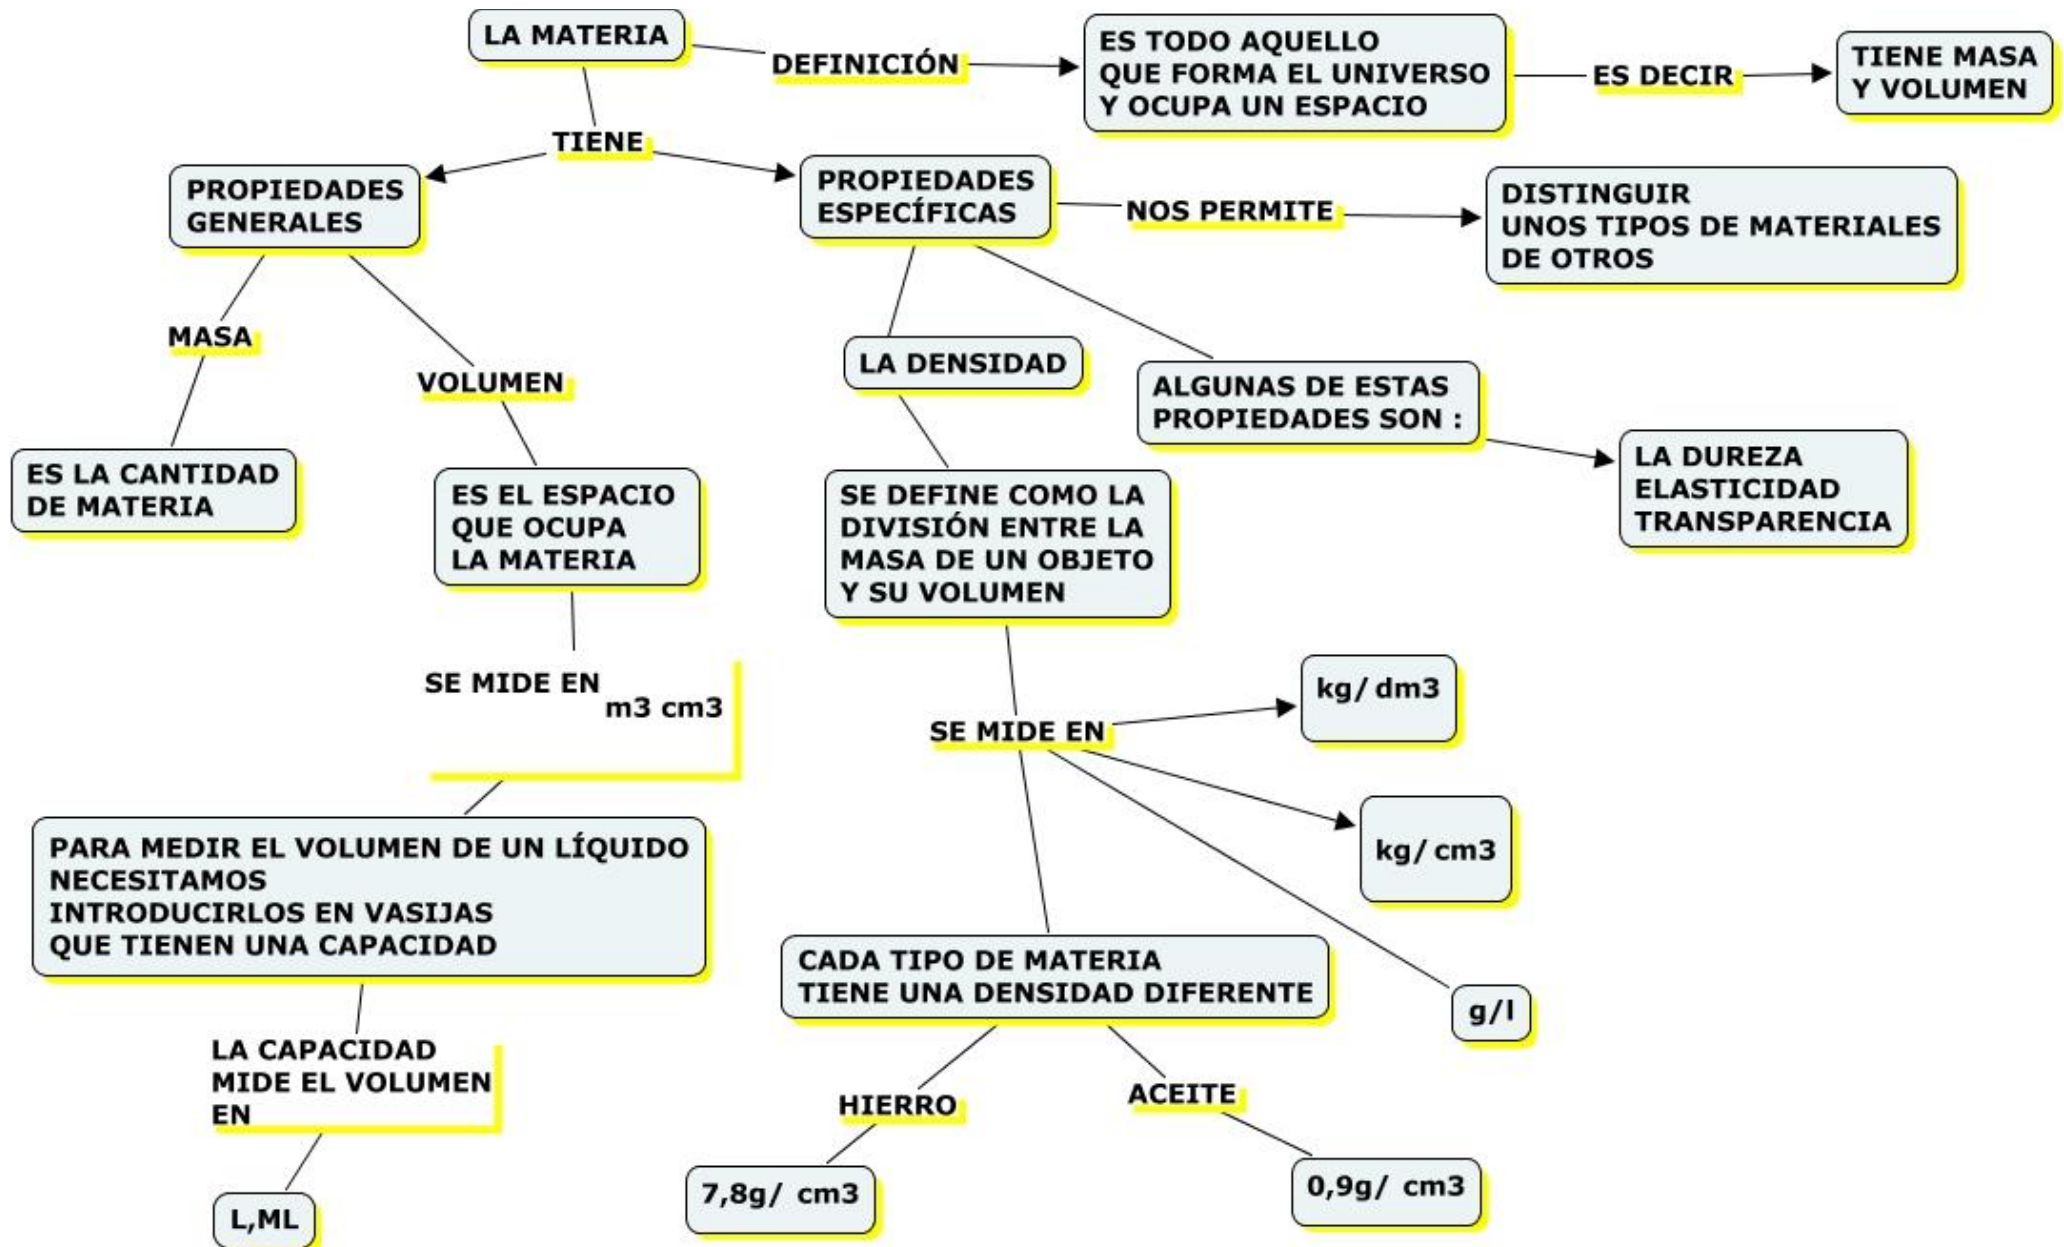 LA MATERIA
DEFINICIÓN
ES TODO AQUELLO
QUE FORMA EL UNIVERSO
Y OCUPA UN ESPACIO
ES DECIR
TIENE MASA
Y VOLUMEN
TIENE
PROPIEDADES
GENERALES
PROPIEDADES
ESPECÍFICAS
NOS PERMITE
DISTINGUIR
UNOS TIPOS DE MATERIALES
DE OTROS
MASA
VOLUMEN
LA DENSIDAD
ALGUNAS DE ESTAS
PROPIEDADES SON :
LA DUREZA
ELASTICIDAD
TRANSPARENCIA
ES LA CANTIDAD
DE MATERIA
ES EL ESPACIO
QUE OCUPA
LA MATERIA
SE DEFINE COMO LA
DIVISIÓN ENTRE LA
MASA DE UN OBJETO
Y SU VOLUMEN
SE MIDE EN
m3 cm3
SE MIDE EN
kg/ dm3
kg/ cm3
g/l
PARA MEDIR EL VOLUMEN DE UN LÍQUIDO
NECESITAMOS
INTRODUCIRLOS EN VASIJAS
QUE TIENEN UNA CAPACIDAD
CADA TIPO DE MATERIA
TIENE UNA DENSIDAD DIFERENTE
LA CAPACIDAD
MIDE EL VOLUMEN
EN
HIERRO
ACEITE
L,ML
7,8g/ cm3
0,9g/ cm3